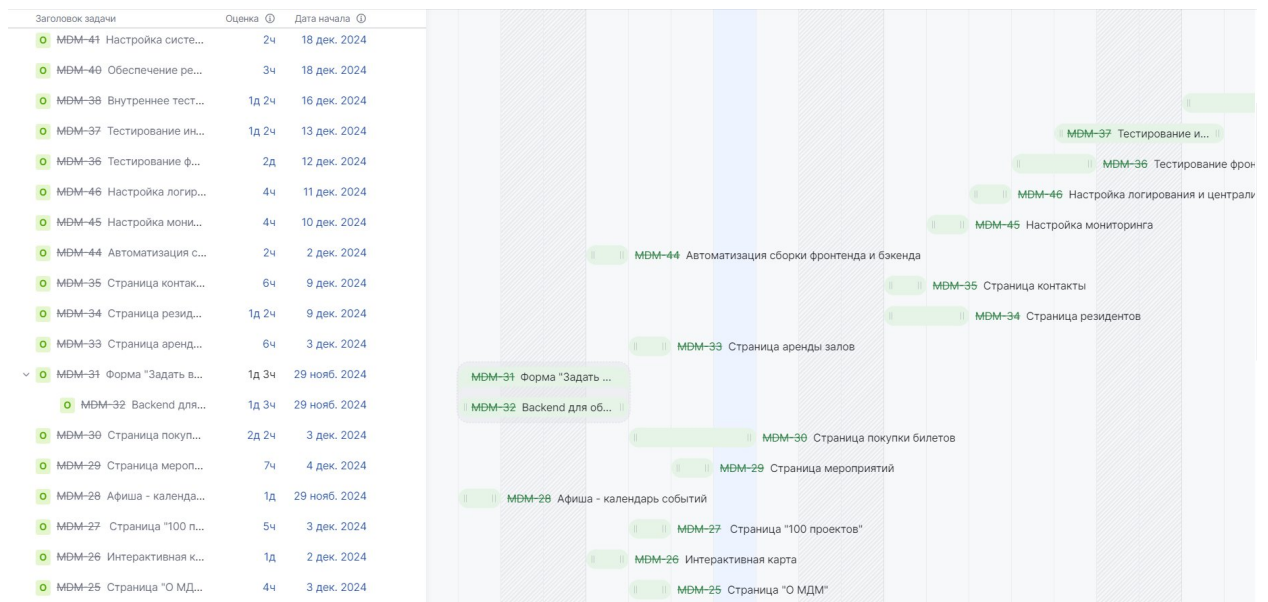 Заголовок задачи Оценка Дата начала
O MDM-41 Настройка систе... 2ч 18 дек. 2024
O MDM-40 Обеспечение ре... 3ч 18 дек. 2024
O MDM-38 Внутреннее тест... 1д 2ч 16 дек. 2024
O MDM-37 Тестирование ин... 1д 2ч 13 дек. 2024 MDM-37 Тестирование и...
O MDM-36 Тестирование ф... 2д 12 дек. 2024 MDM-36 Тестирование фрон
O MDM-46 Настройка логир... 4ч 11 дек. 2024 MDM-46 Настройка логирования и централи
O MDM-45 Настройка мони... 4ч 10 дек. 2024 MDM-45 Настройка мониторинга
O MDM-44 Автоматизация с... 2ч 2 дек. 2024 MDM-44 Автоматизация сборки фронтенда и бэкенда
O MDM-35 Страница контак... 6ч 9 дек. 2024 MDM-35 Страница контакты
O MDM-34 Страница резид... 1д 2ч 9 дек. 2024 MDM-34 Страница резидентов
O MDM-33 Страница аренд... 6ч 3 дек. 2024 MDM-33 Страница аренды залов
O MDM-31 Форма "Задать в... 1д 3ч 29 нояб. 2024 MDM-31 Форма "Задать ...
O MDM-32 Backend для... 1д 3ч 29 нояб. 2024 MDM-32 Backend для об...
O MDM-30 Страница покуп... 2д 2ч 3 дек. 2024 MDM-30 Страница покупки билетов
O MDM-29 Страница мероп... 7ч 4 дек. 2024 MDM-29 Страница мероприятий
O MDM-28 Афиша - календа... 1д 29 нояб. 2024 MDM-28 Афиша - календарь событий
O MDM-27 Страница "100 п... 5ч 3 дек. 2024 MDM-27 Страница "100 проектов"
O MDM-26 Интерактивная к... 1д 2 дек. 2024 MDM-26 Интерактивная карта
O MDM-25 Страница "О МД... 4ч 3 дек. 2024 MDM-25 Страница "О МДМ"